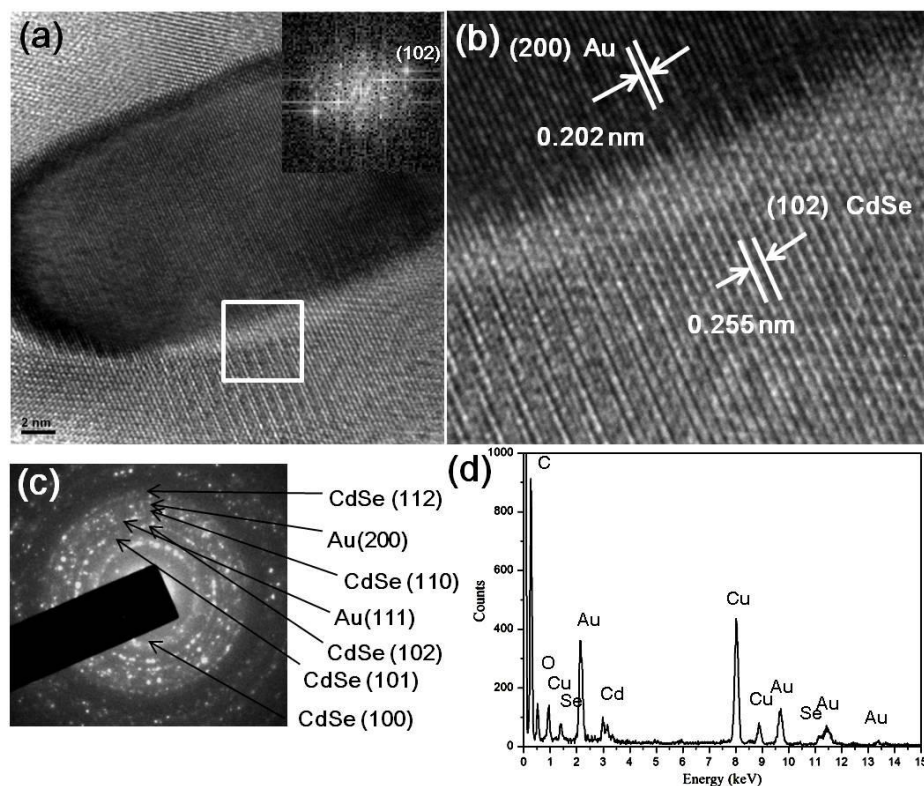 (a)
(102)
2 nm
(b)
(200) Au
0.202 nm
(102) CdSe
0.255 nm
(c)
CdSe (112)
Au(200)
CdSe (110)
Au(111)
CdSe (102)
CdSe (101)
CdSe (100)
(d)
1000
800
600
400
200
0
Counts
C
O
Cu
Se
Au
Cd
Cu
Cu
Au
Se
Au
Au
0 1 2 3 4 5 6 7 8 9 10 11 12 13 14 15
Energy (keV)